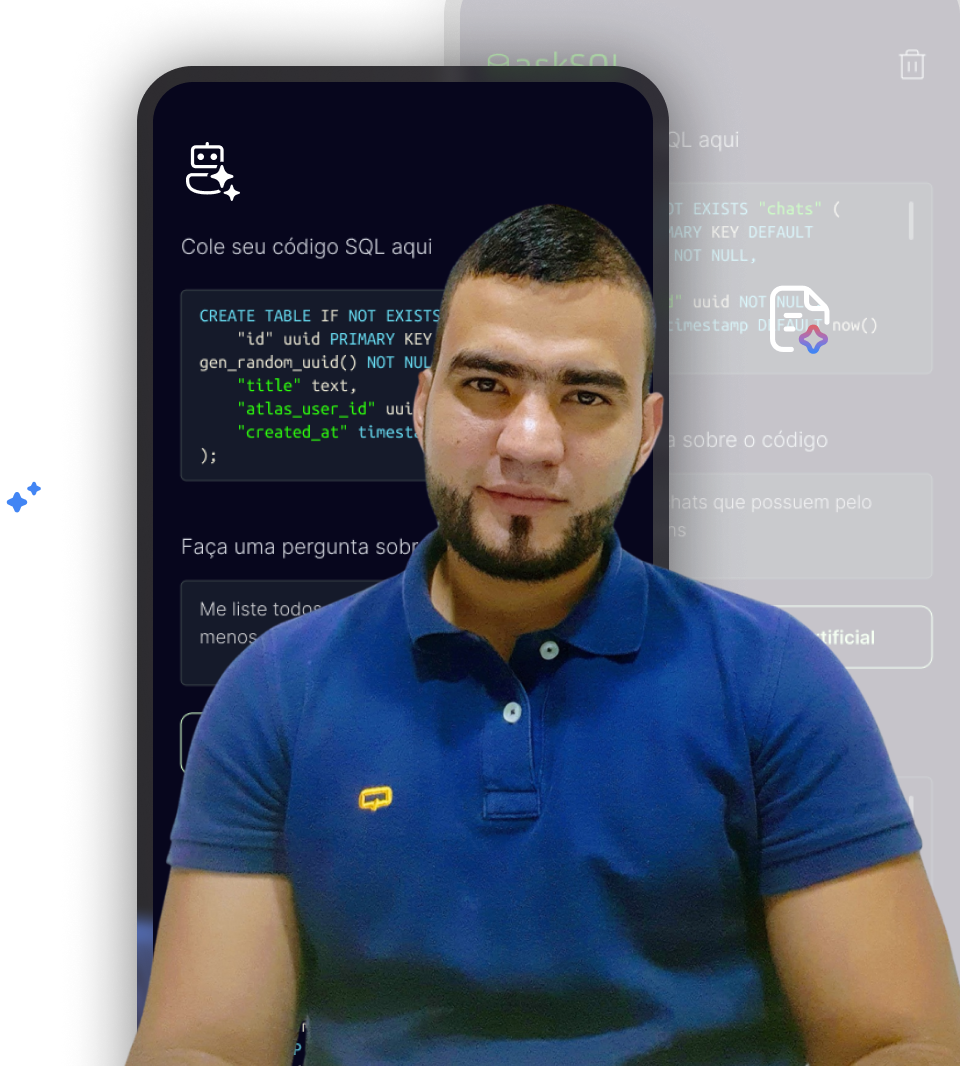 Cole seu código SQL aqui
CREATE TABLE IF NOT EXISTS
"id" uuid PRIMARY KEY
gen_random_uuid() NOT NUL
"title" text,
"atlas_user_id" uui
"created_at" timest
);
Faça uma pergunta sobr
Me liste todos
menos
askSQL
QL aqui
OT EXISTS "chats" (
MARY KEY DEFAULT
NOT NULL,
uuid NOT NUL
timestamp DEFAULT now()
a sobre o código
hats que possuem pelo
ns
tificial